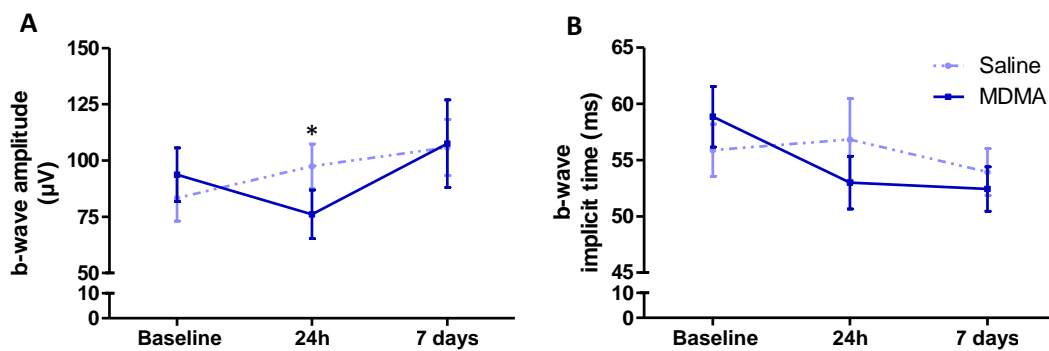 A
b-wave amplitude
(µV)
150
100
75
50
10
0
*
Baseline
24h
7 days
B
b-wave
implicit time (ms)
65
60
55
50
45
10
0
Saline
MDMA
Baseline
24h
7 days